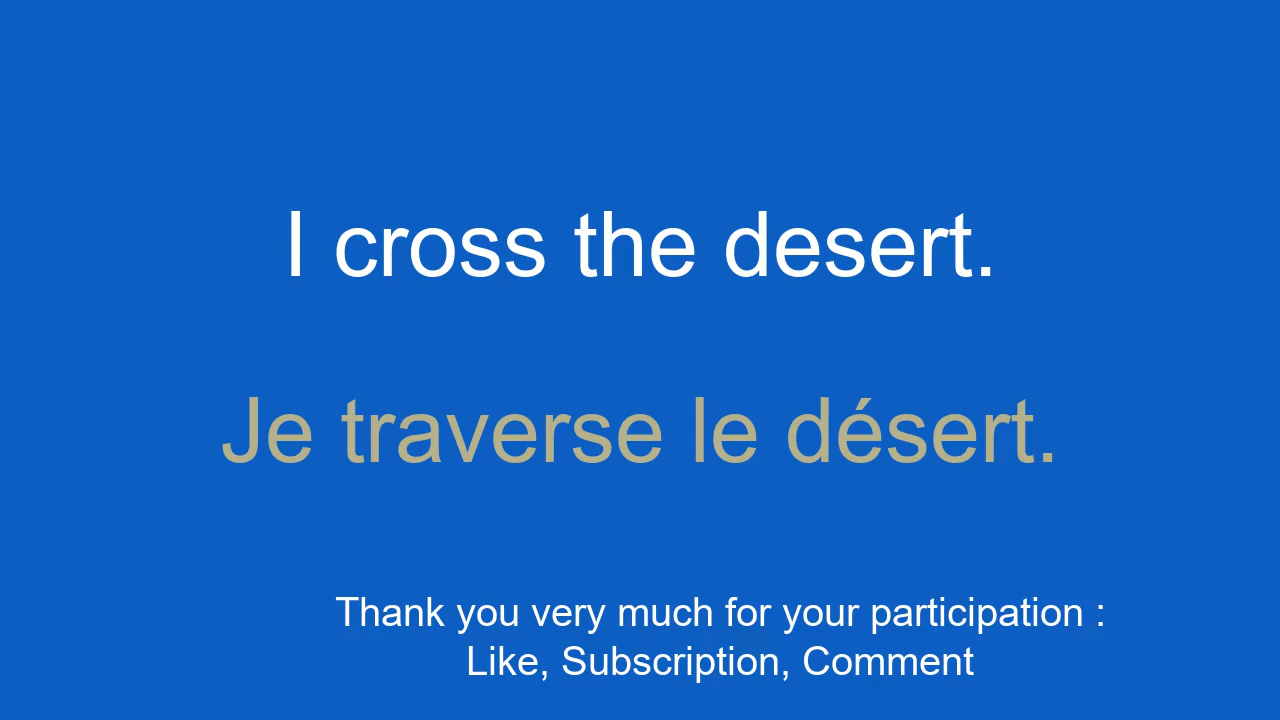 I cross the desert.
Je traverse le désert.
Thank you very much for your participation :
Like, Subscription, Comment